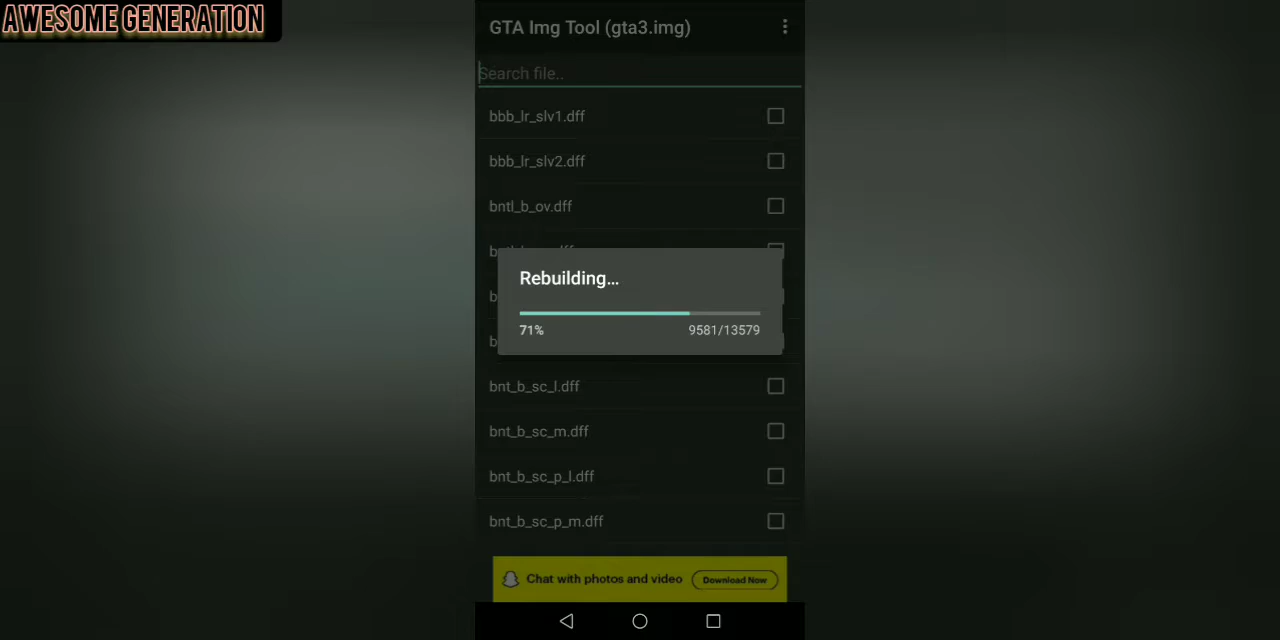 AWESOME GENERATION
GTA Img Tool (gta3.img)
Search file..
bbb_lr_slv1.dff
bbb_lr_slv2.dff
bntl_b_ov.dff
Rebuilding...
71% 9581/13579
bnt_b_sc_l.dff
bnt_b_sc_m.dff
bnt_b_sc_p_l.dff
bnt_b_sc_p_m.dff
Chat with photos and video Download Now